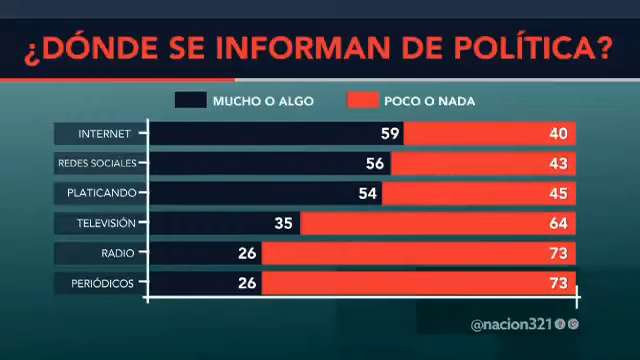 ¿DÓNDE SE INFORMAN DE POLÍTICA?
MUCHO O ALGO POCO O NADA
INTERNET 59 40
REDES SOCIALES 56 43
PLATICANDO 54 45
TELEVISIÓN 35 64
RADIO 26 73
PERIÓDICOS 26 73
@nacion321